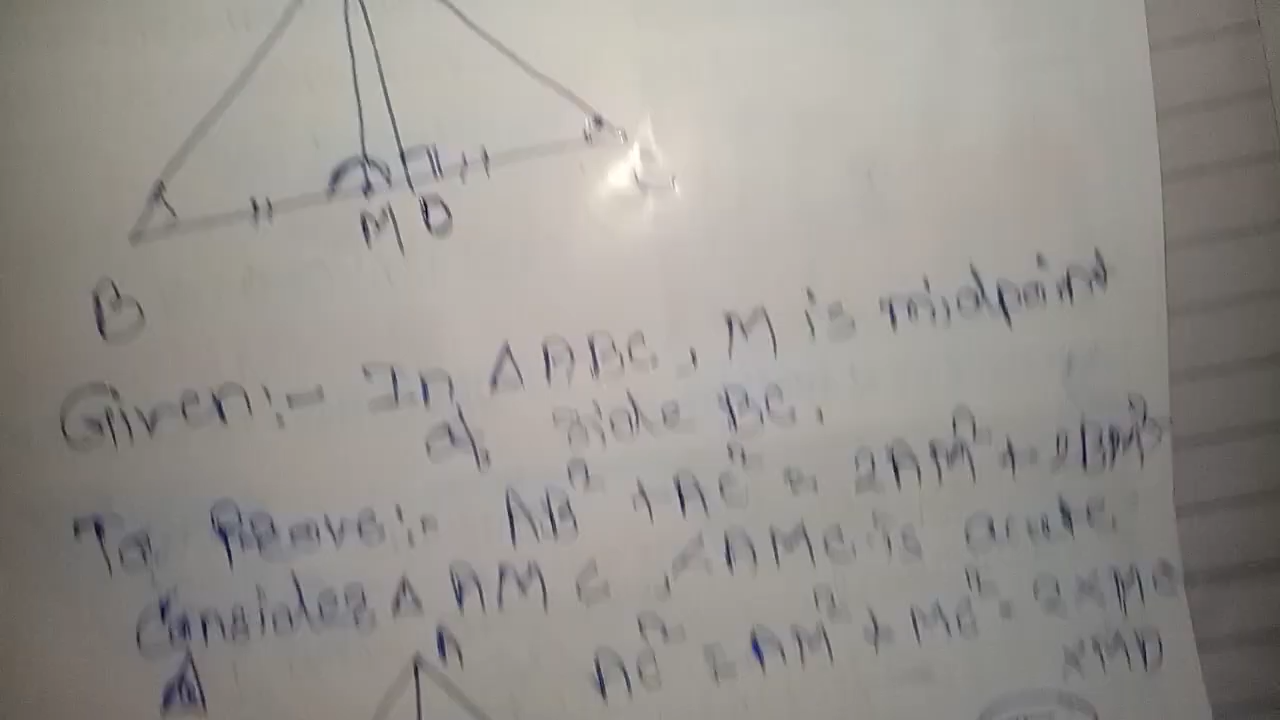 M D
B
C
Given:- In △ABC, M is midpoint
of side BC.
To Prove:- AB² + AC² = 2AM² + 2BM²
Consider △ AMC, ∠AMC is acute.
A
AC² = AM² + MC² - 2×MC
×MD